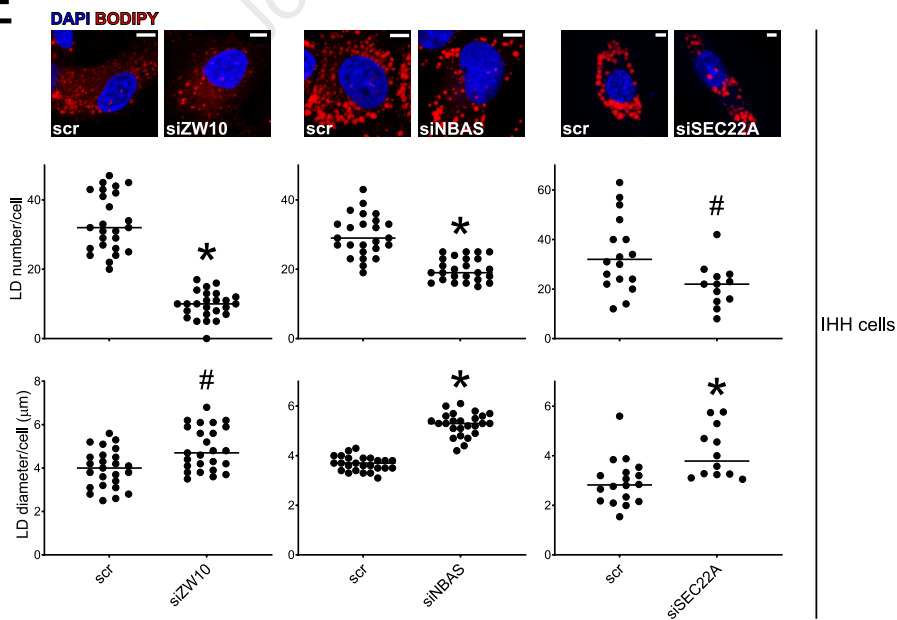 E
DAPI BODIPY
scr
siZW10
scr
siNBAS
scr
siSEC22A
LD number/cell
40
20
0
*
40
20
0
*
60
40
20
0
#
IHH cells
LD diameter/cell (μm)
8
6
4
2
0
#
scr
siZW10
6
4
2
0
*
scr
siNBAS
6
4
2
0
*
scr
siSEC22A